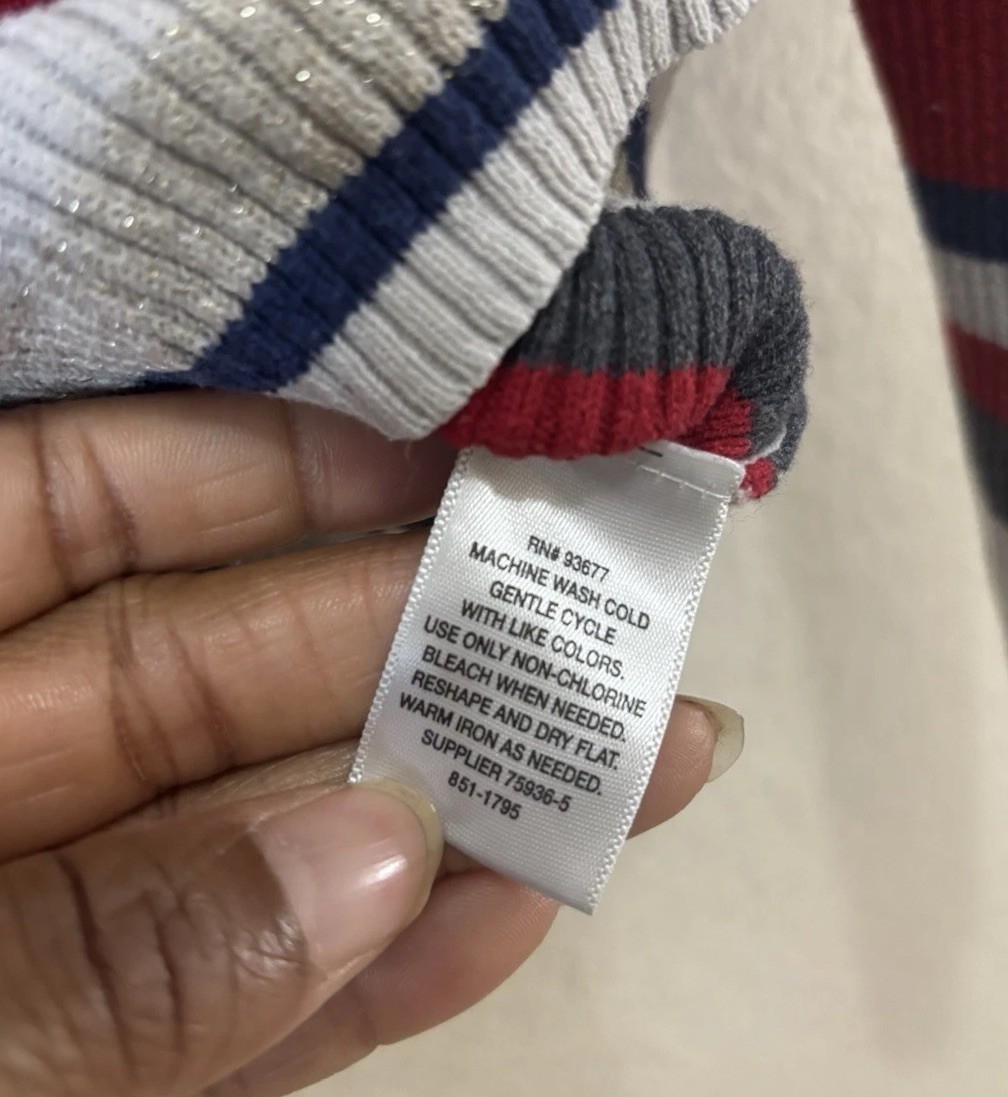 RN# 93677
MACHINE WASH COLD
GENTLE CYCLE
WITH LIKE COLORS.
USE ONLY NON-CHLORINE
BLEACH WHEN NEEDED.
RESHAPE AND DRY FLAT.
WARM IRON AS NEEDED.
SUPPLIER 75936-5
851-1795